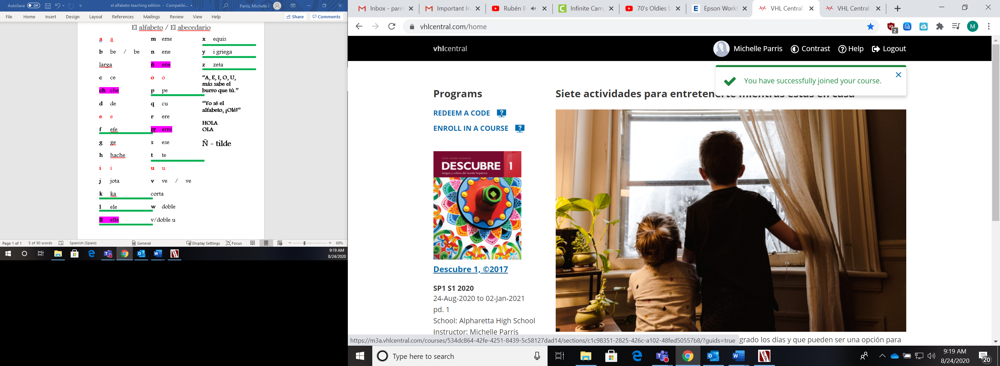 AutoSave Off
el alfabeto-teaching edition - Compatibi...
Parris, Michelle J
File Home Insert Design Layout References Mailings Review View Help
Share Comments
El alfabeto / El abecedario
a a
b be / be
larga
c ce
ch che
d de
e e
f efe
g ge
h hache
i i
j jota
k ka
l ele
ll elle
m eme
n ene
ñ eñe
o o
p pe
q cu
r ere
rr erre
s ese
t te
u u
v ve / ve
corta
w doble
v/doble u
x equis
y i griega
z zeta
“A, E, I, O, U,
más sabe el
burro que tú.”
“Yo sé el
alfabeto, ¡Olé!”
HOLA
OLA
Ñ ~ tilde
Page 1 of 1 5 of 90 words Spanish (Spain) General Display Settings Focus 68%
9:19 AM
8/24/2020
Inbox - parri
Important In
Rubén B
Infinite Cam
70's Oldies b
Epson Work
VHL Central
VHL Central
vhlcentral.com/home
2
M
vhlcentral
Michelle Parris Contrast Help Logout
You have successfully joined your course.
Programs
REDEEM A CODE
ENROLL IN A COURSE
VISTA HIGHER LEARNING
DESCUBRE 1
Lengua y cultura del mundo hispánico
Descubre 1, ©2017
SP1 S1 2020
24-Aug-2020 to 02-Jan-2021
pd. 1
School: Alpharetta High School
Instructor: Michelle Parris
Siete actividades para entretenerte mientras estás en casa
https://m3a.vhlcentral.com/courses/534dc864-42fe-4251-8439-5c58127dad14/sections/c1c98351-2825-426c-a102-48fed50557b8/?guids=true
grado los días y que pueden ser una opción para
Type here to search
9:19 AM
8/24/2020
20